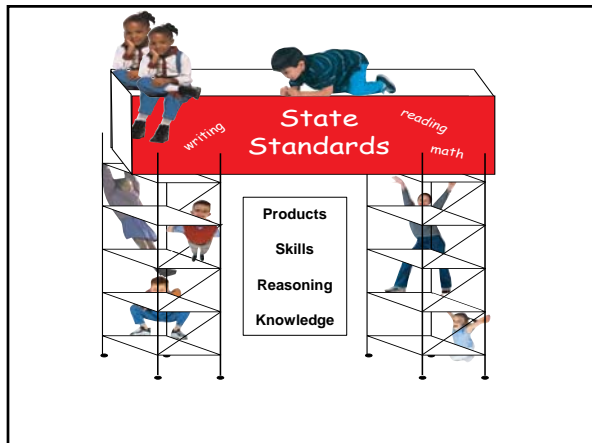 State
Standards
writing
reading
math
Products
Skills
Reasoning
Knowledge